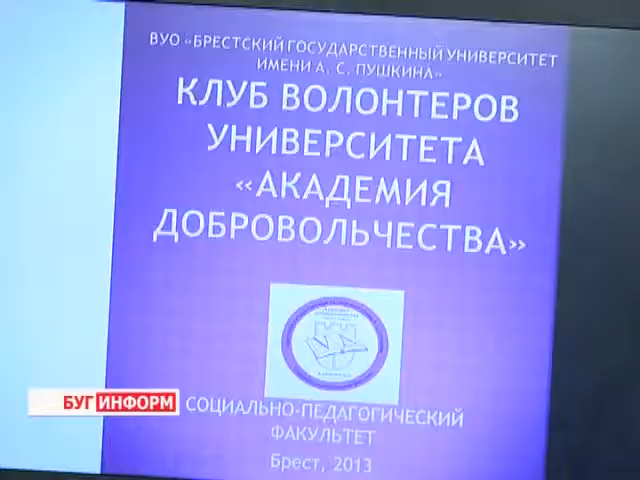 ВУО «БРЕСТСКИЙ ГОСУДАРСТВЕННЫЙ УНИВЕРСИТЕТ
ИМЕНИ А. С. ПУШКИНА»
КЛУБ ВОЛОНТЕРОВ
УНИВЕРСИТЕТА
«АКАДЕМИЯ
ДОБРОВОЛЬЧЕСТВА»
БУГИНФОРМ
СОЦИАЛЬНО-ПЕДАГОГИЧЕСКИЙ
ФАКУЛЬТЕТ
Брест, 2013